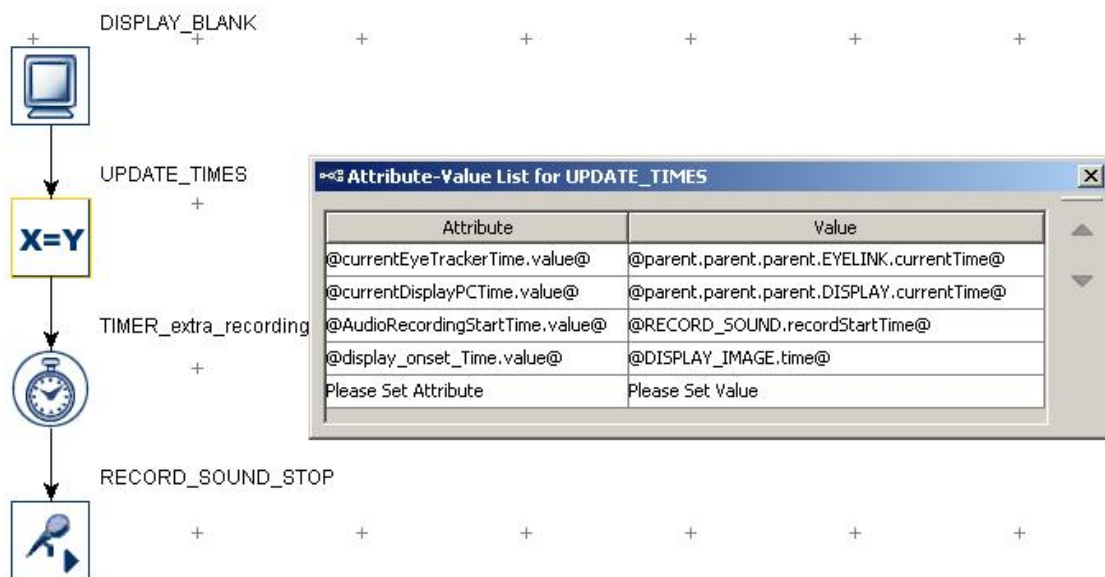 DISPLAY_BLANK
UPDATE_TIMES
X=Y
Attribute-Value List for UPDATE_TIMES
Attribute Value
@currentEyeTrackerTime.value@ @parent.parent.parent.EYELINK.currentTime@
@currentDisplayPCTime.value@ @parent.parent.parent.DISPLAY.currentTime@
@AudioRecordingStartTime.value@ @RECORD_SOUND.recordStartTime@
@display_onset_Time.value@ @DISPLAY_IMAGE.time@
Please Set Attribute Please Set Value
TIMER_extra_recording
RECORD_SOUND_STOP